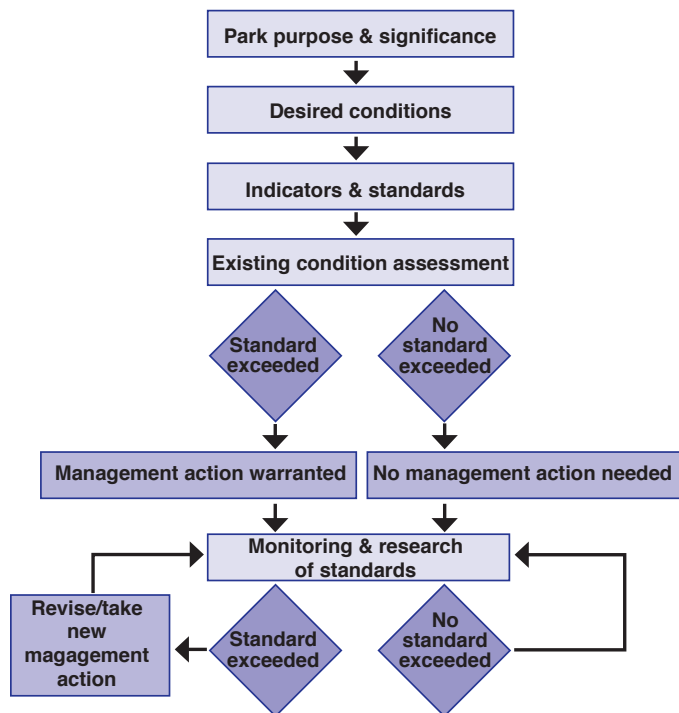 Park purpose & significance
Desired conditions
Indicators & standards
Existing condition assessment
Standard
exceeded
No
standard
exceeded
Management action warranted
No management action needed
Monitoring & research
of standards
Revise/take
new
magagement
action
Standard
exceeded
No
standard
exceeded